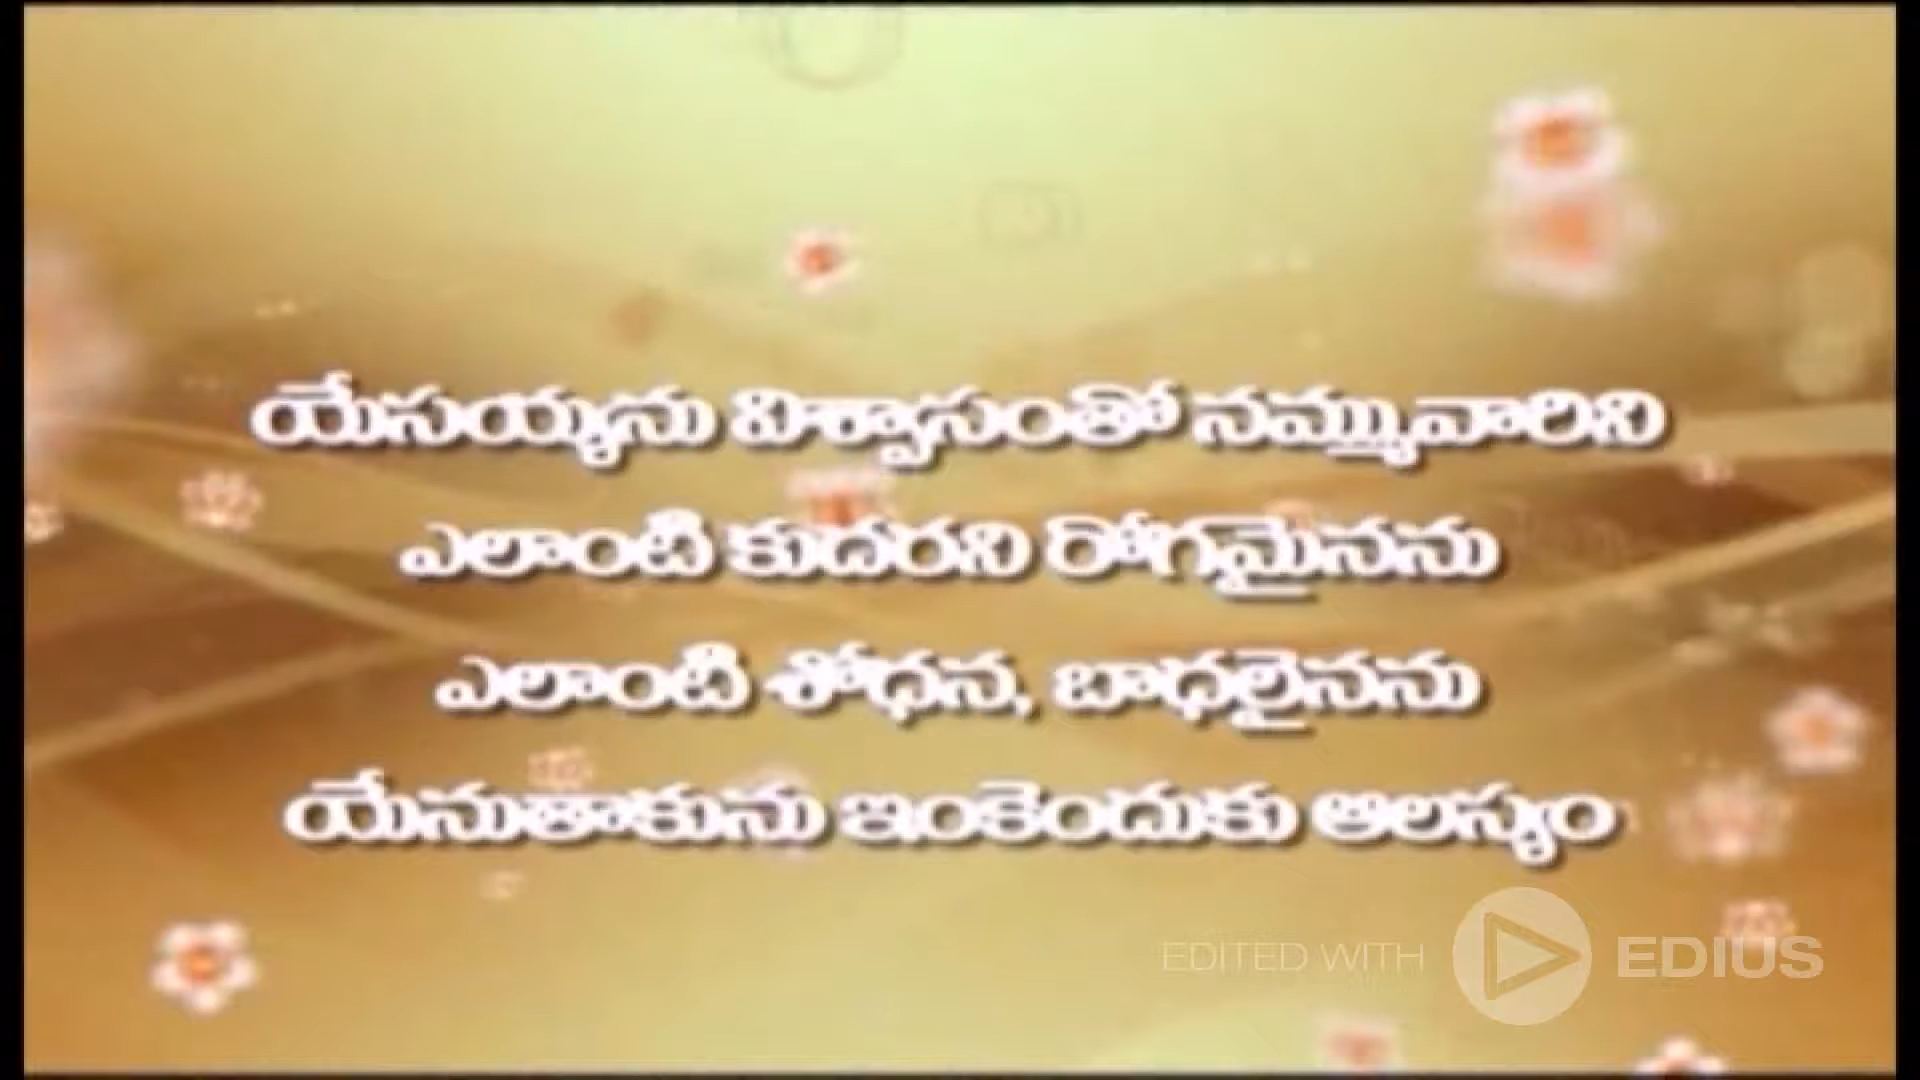 యేసయ్యను విశ్వాసంతో నమ్మువారిని
ఎలాంటి కుదరని రోగమైనను
ఎలాంటి శోధన, బాధలైనను
యేనుతాకును ఇంకెందుకు ఆలస్యం
EDITED WITH EDIUS